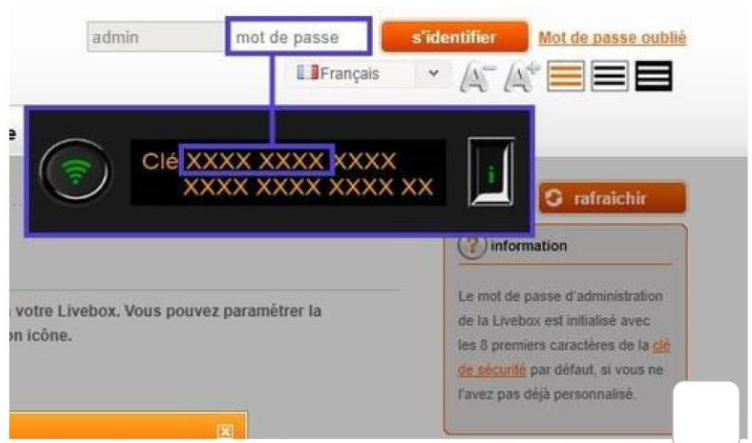 admin mot de passe s'identifier Mot de passe oublié
Français A- A+
e
Clé XXXX XXXX XXXX
XXXX XXXX XXXX XX
i
rafraîchir
? information
Le mot de passe d'administration
de la Livebox est initialisé avec
les 8 premiers caractères de la clé
de sécurité par défaut, si vous ne
l'avez pas déjà personnalisé.
votre Livebox. Vous pouvez paramétrer la
on icône.